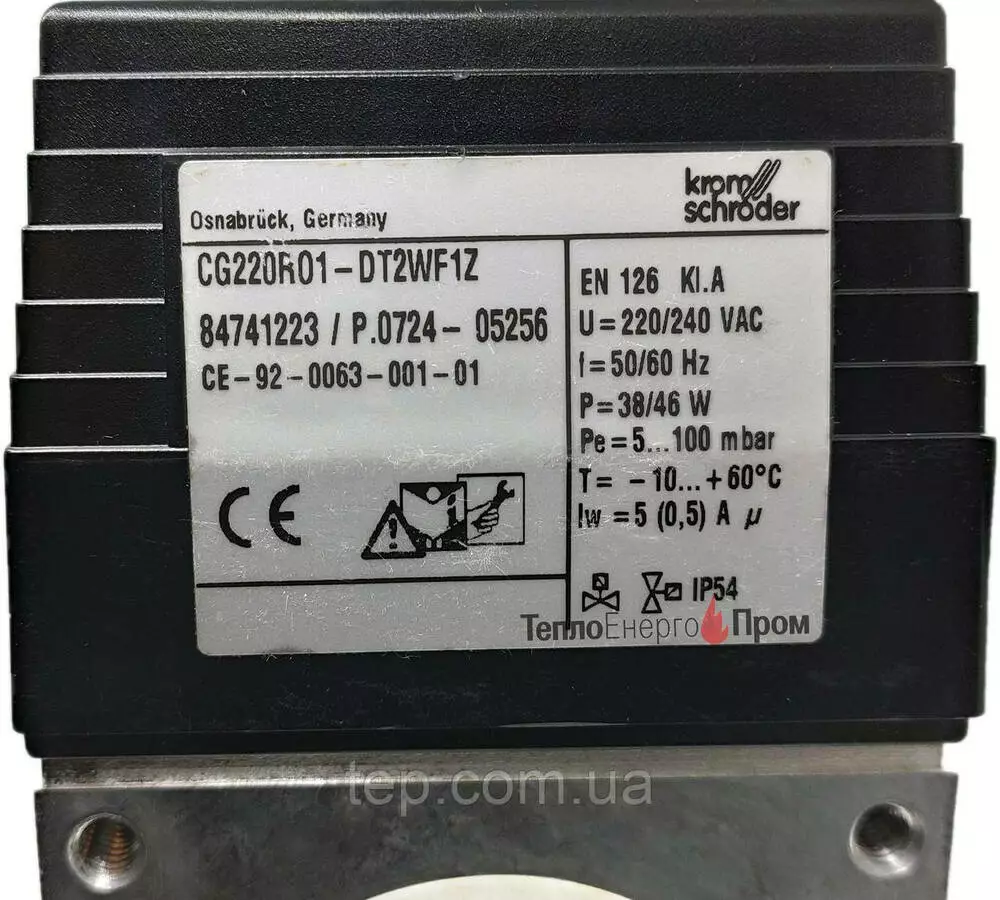 krom
schröder
Osnabrück, Germany
CG220R01-DT2WF1Z
84741223 / P.0724- 05256
CE-92-0063-001-01
EN 126 Kl.A
U=220/240 VAC
f=50/60 Hz
P=38/46 W
Pe=5...100 mbar
T= -10...+60°C
Iw =5 (0,5) A µ
CE
i
IP54
ТеплоЕнергоПром
tep.com.ua